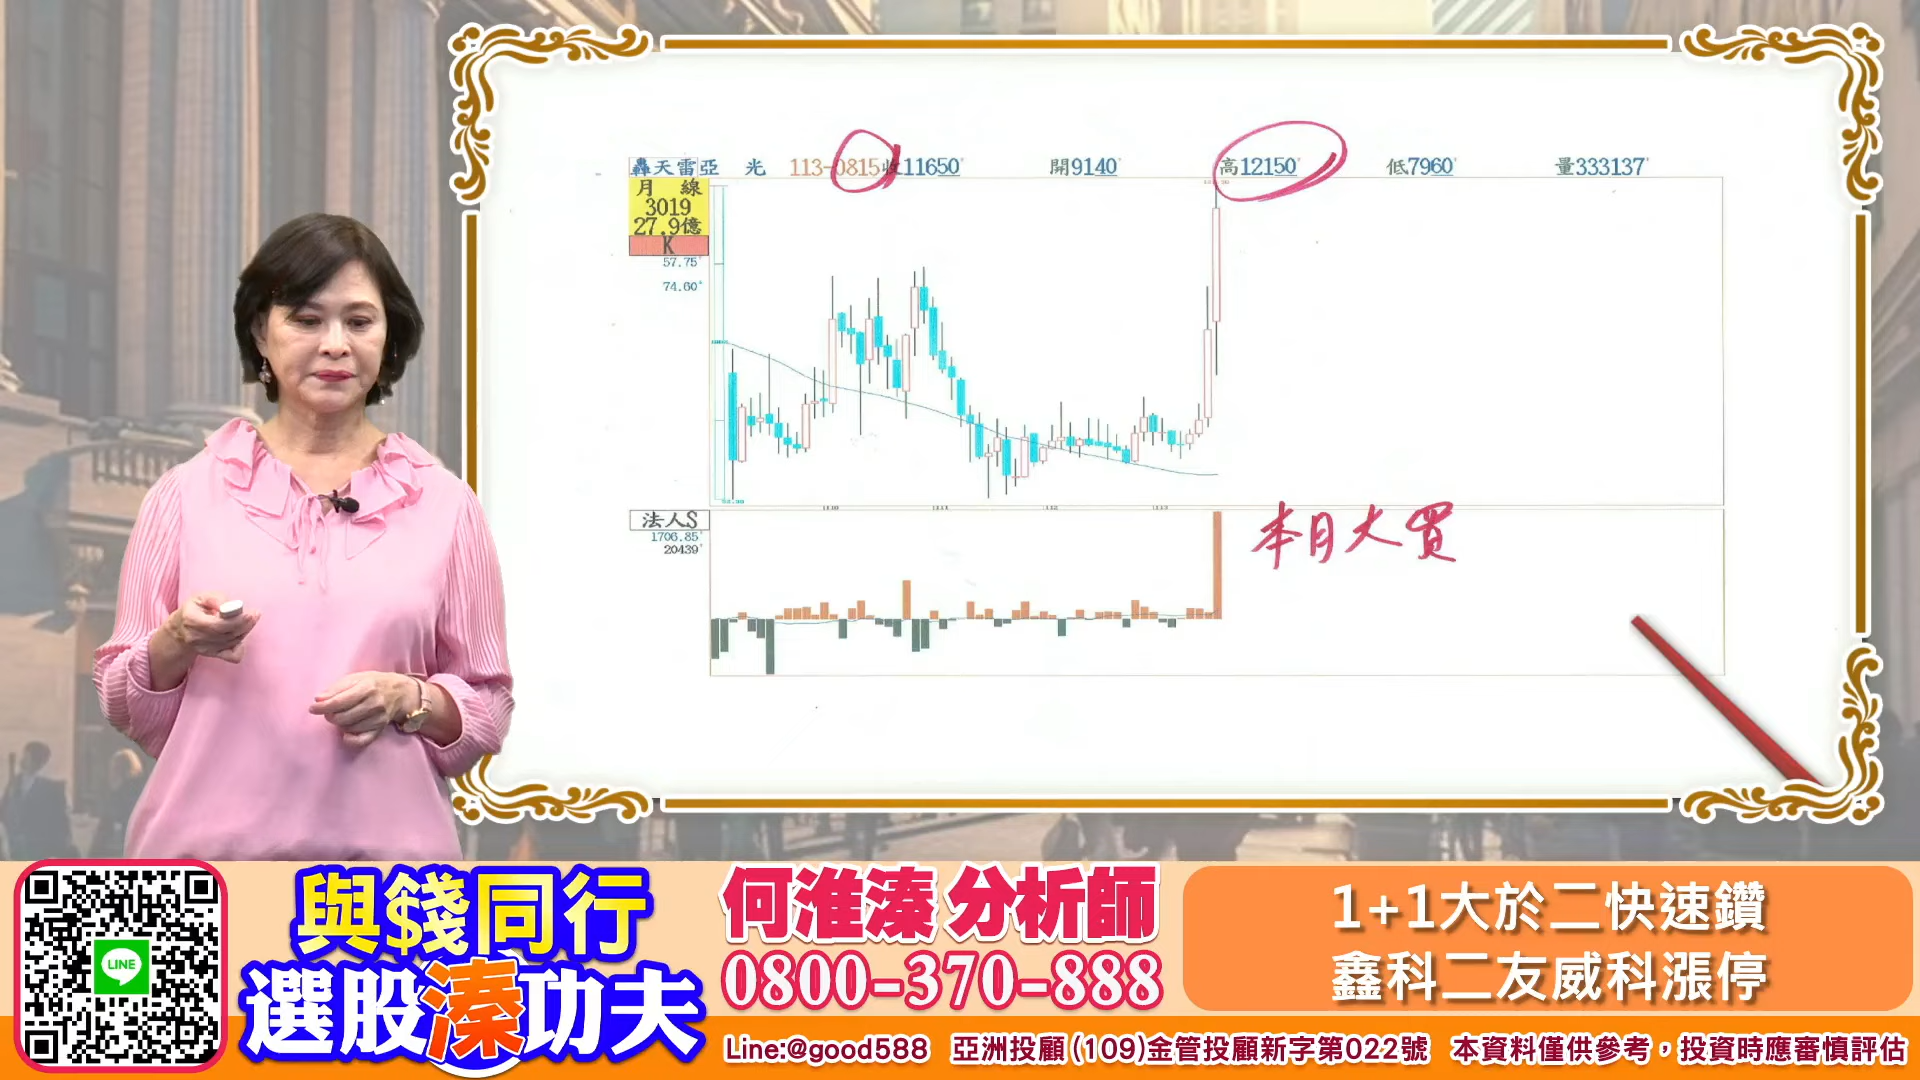 轟天雷亞 光 113-0815收11650 開9140 高12150 低7960 量333137
月 線
3019
27.9億
K
57.75
74.60
法人S
1706.85
20439
本月大買
LINE
與錢同行
選股溱功夫
何淮溱 分析師
0800-370-888
1+1大於二快速鑽
鑫科二友威科漲停
Line:@good588 亞洲投顧 (109)金管投顧新字第022號 本資料僅供參考，投資時應審慎評估